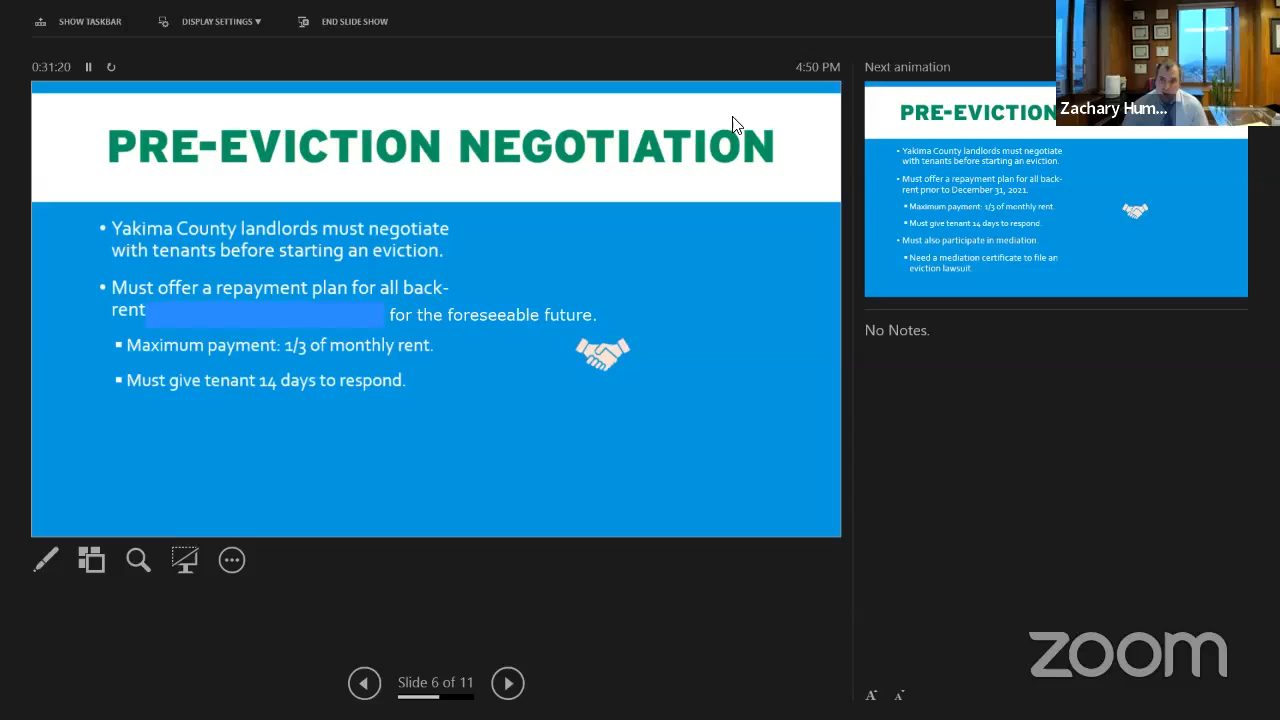 SHOW TASKBAR
DISPLAY SETTINGS ▼
END SLIDE SHOW
0:31:20
4:50 PM
PRE-EVICTION NEGOTIATION
• Yakima County landlords must negotiate
with tenants before starting an eviction.
• Must offer a repayment plan for all back-
rent for the foreseeable future.
▪ Maximum payment: 1/3 of monthly rent.
▪ Must give tenant 14 days to respond.
Slide 6 of 11
Next animation
Zachary Hum...
PRE-EVICTION
• Yakima County landlords must negotiate
with tenants before starting an eviction.
• Must offer a repayment plan for all back-
rent prior to December 31, 2021.
▪ Maximum payment: 1/3 of monthly rent.
▪ Must give tenant 14 days to respond.
• Must also participate in mediation.
▪ Need a mediation certificate to file an
eviction lawsuit.
No Notes.
A A
zoom